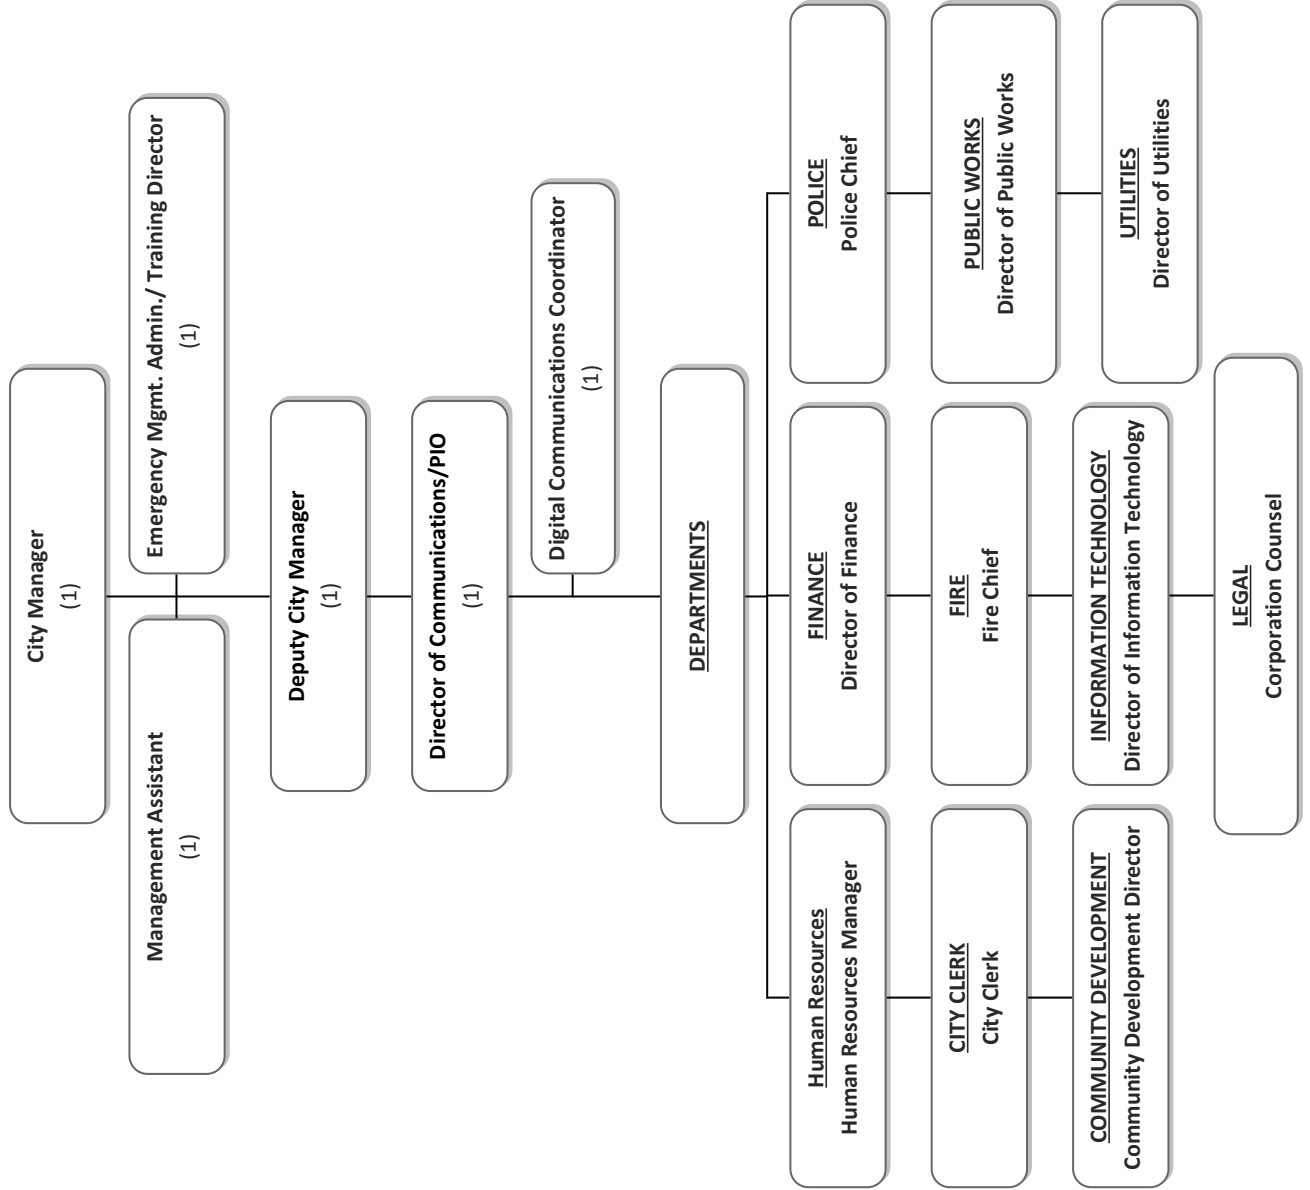 City Manager
(1)
Management Assistant
(1)
Emergency Mgmt. Admin./ Training Director
(1)
Deputy City Manager
(1)
Director of Communications/PIO
(1)
Digital Communications Coordinator
(1)
DEPARTMENTS
Human Resources
Human Resources Manager
FINANCE
Director of Finance
POLICE
Police Chief
CITY CLERK
City Clerk
FIRE
Fire Chief
PUBLIC WORKS
Director of Public Works
COMMUNITY DEVELOPMENT
Community Development Director
INFORMATION TECHNOLOGY
Director of Information Technology
UTILITIES
Director of Utilities
LEGAL
Corporation Counsel